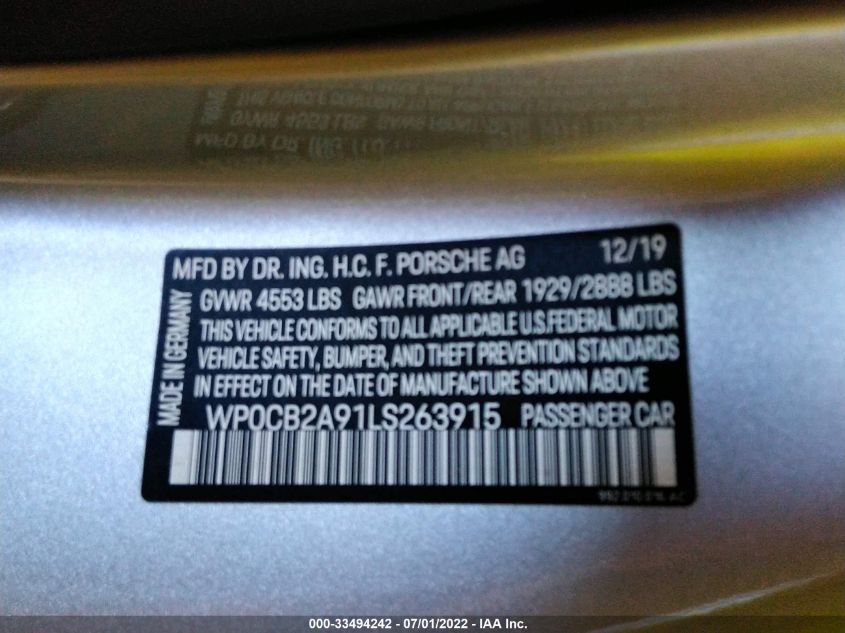 MFD BY DR. ING. H.C. F. PORSCHE AG 12/19
GVWR 4553 LBS GAWR FRONT/REAR 1929/2888 LBS
THIS VEHICLE CONFORMS TO ALL APPLICABLE U.S.FEDERAL MOTOR
VEHICLE SAFETY, BUMPER, AND THEFT PREVENTION STANDARDS
IN EFFECT ON THE DATE OF MANUFACTURE SHOWN ABOVE
MADE IN GERMANY
WP0CB2A91LS263915 PASSENGER CAR
000-33494242 - 07/01/2022 - IAA Inc.